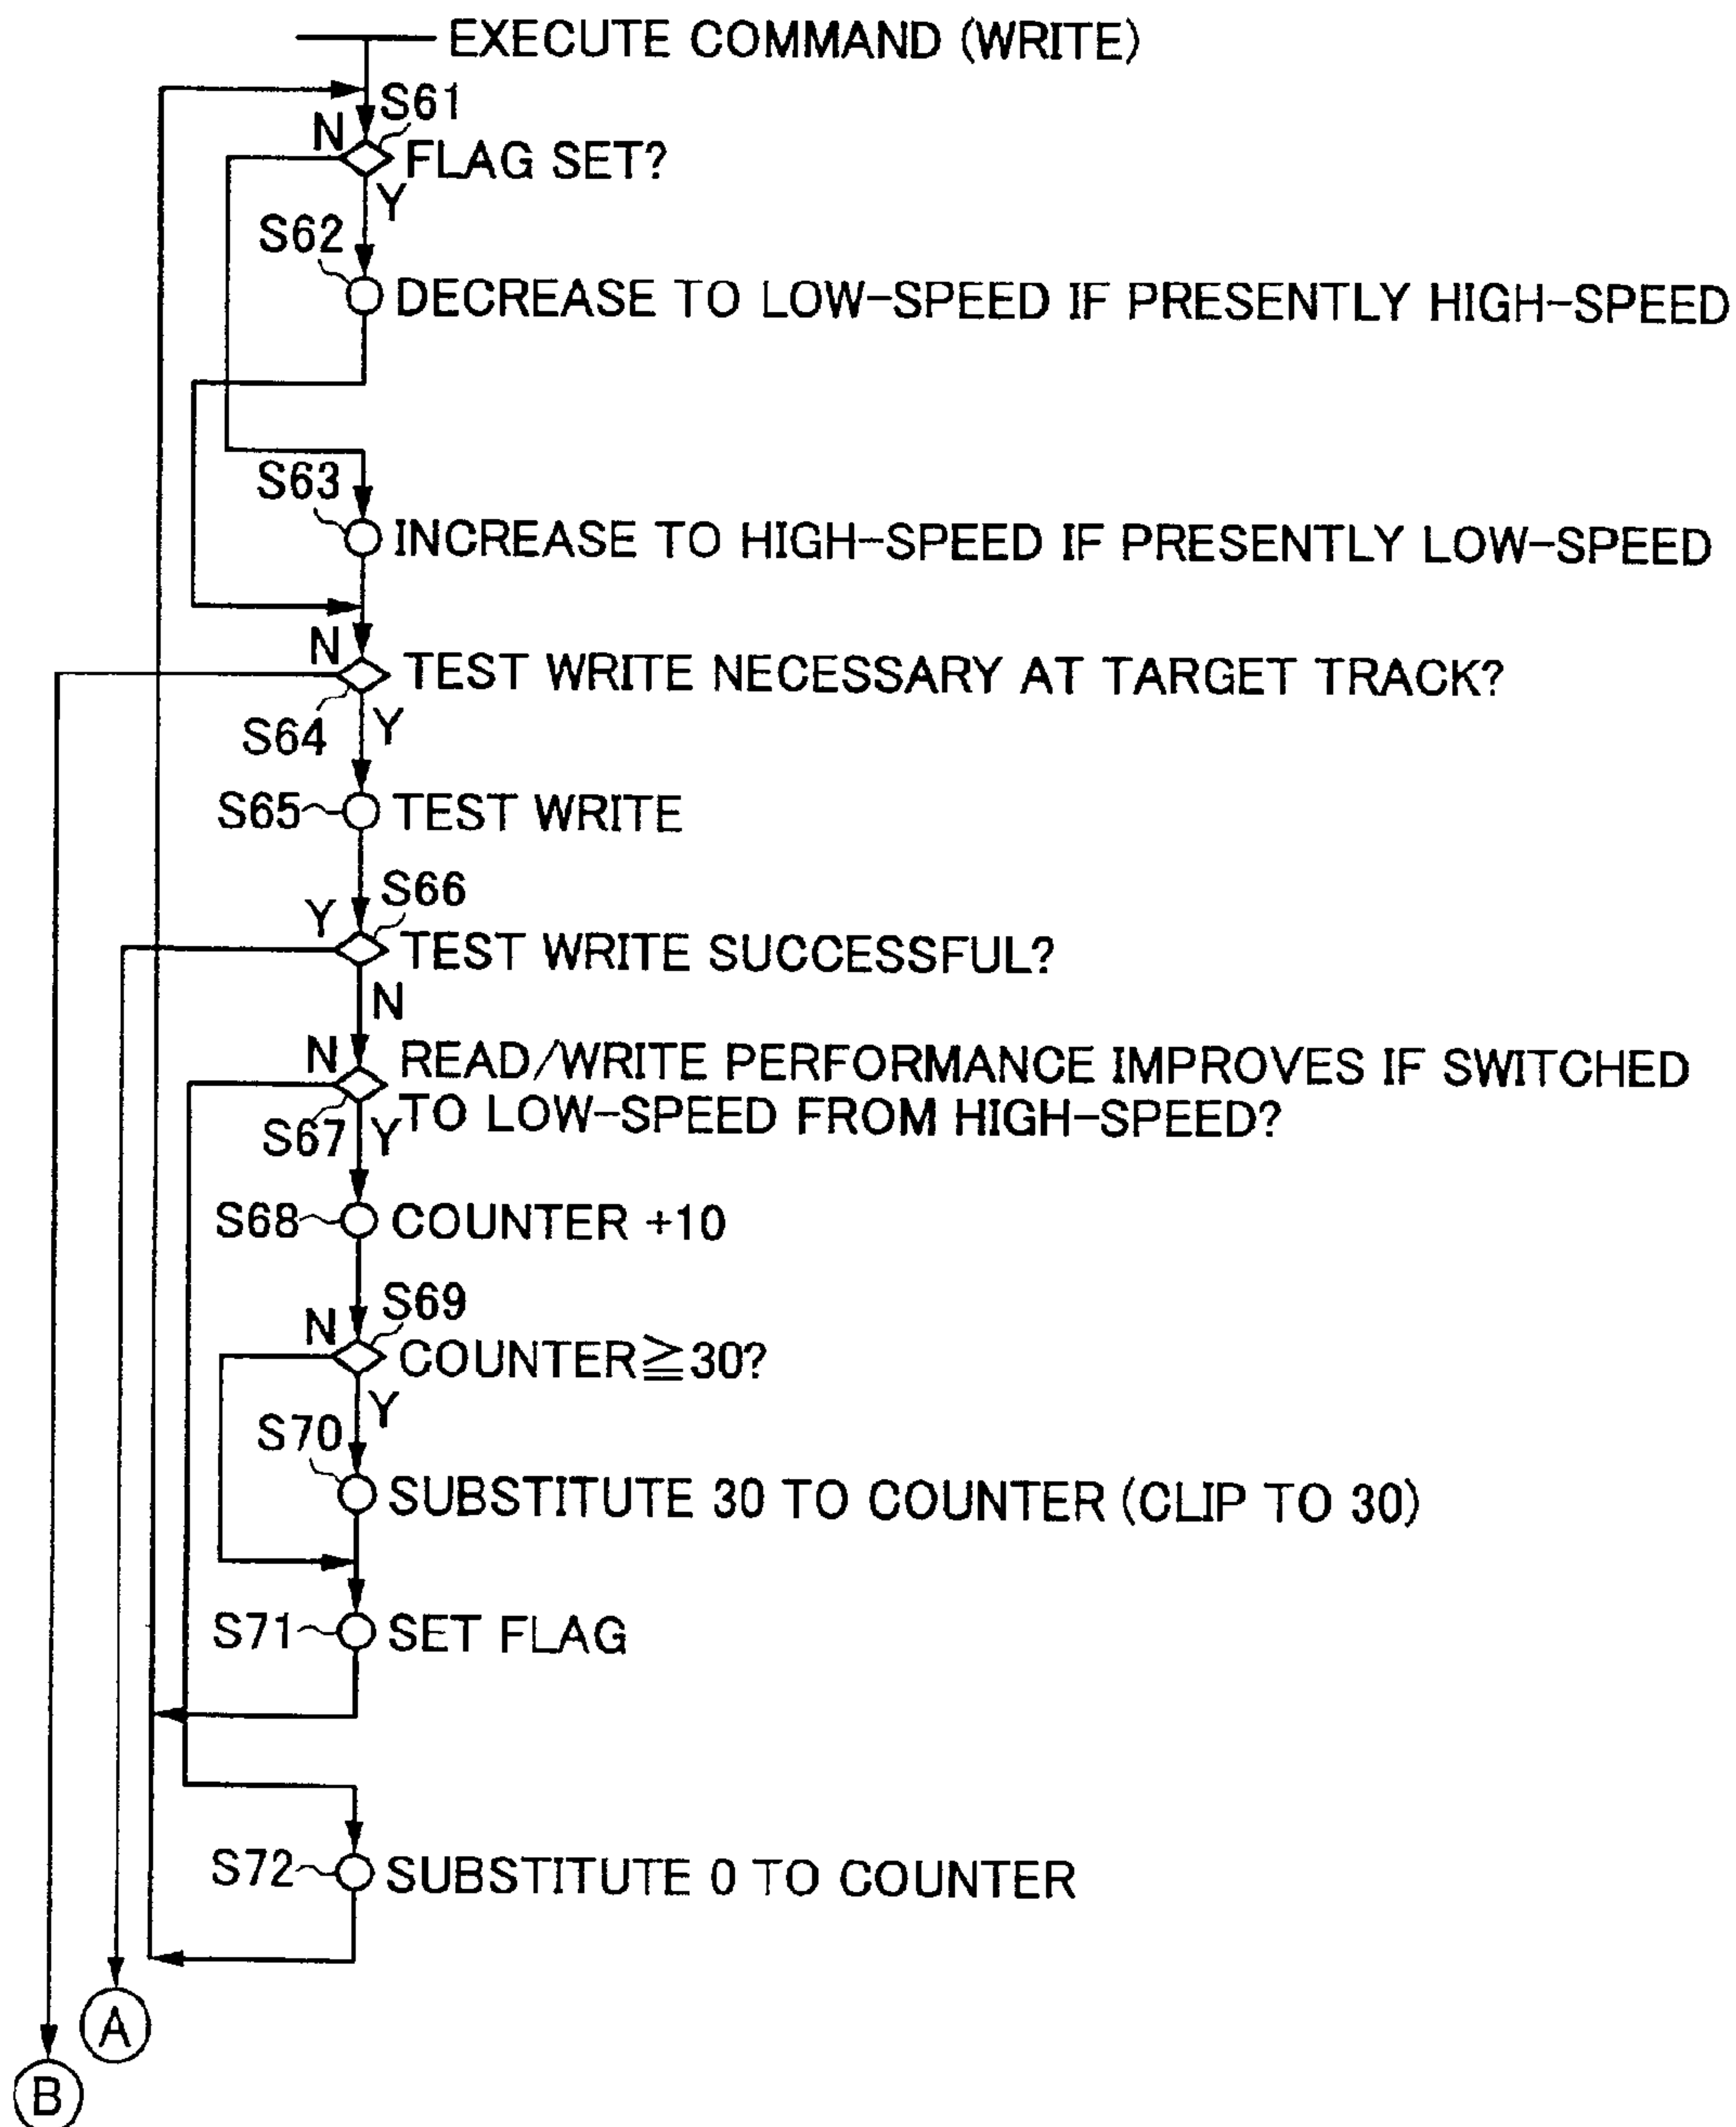 EXECUTE COMMAND (WRITE)
S61
N
FLAG SET?
Y
S62
DECREASE TO LOW-SPEED IF PRESENTLY HIGH-SPEED
S63
INCREASE TO HIGH-SPEED IF PRESENTLY LOW-SPEED
N
TEST WRITE NECESSARY AT TARGET TRACK?
S64
Y
S65
TEST WRITE
S66
Y
TEST WRITE SUCCESSFUL?
N
N
READ/WRITE PERFORMANCE IMPROVES IF SWITCHED
TO LOW-SPEED FROM HIGH-SPEED?
S67
Y
S68
COUNTER +10
S69
N
COUNTER≧30?
Y
S70
SUBSTITUTE 30 TO COUNTER (CLIP TO 30)
S71
SET FLAG
S72
SUBSTITUTE 0 TO COUNTER
A
B